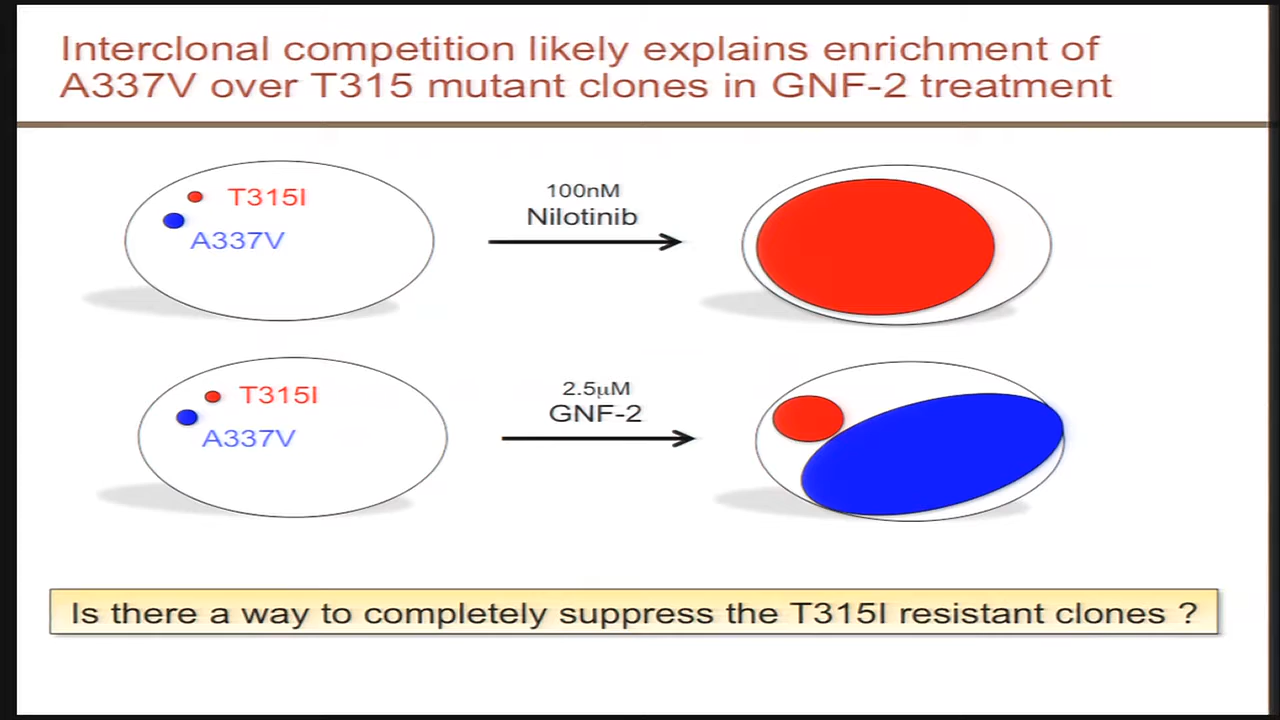 Interclonal competition likely explains enrichment of
A337V over T315 mutant clones in GNF-2 treatment
T315I
A337V
100nM
Nilotinib
T315I
A337V
2.5µM
GNF-2
Is there a way to completely suppress the T315I resistant clones ?